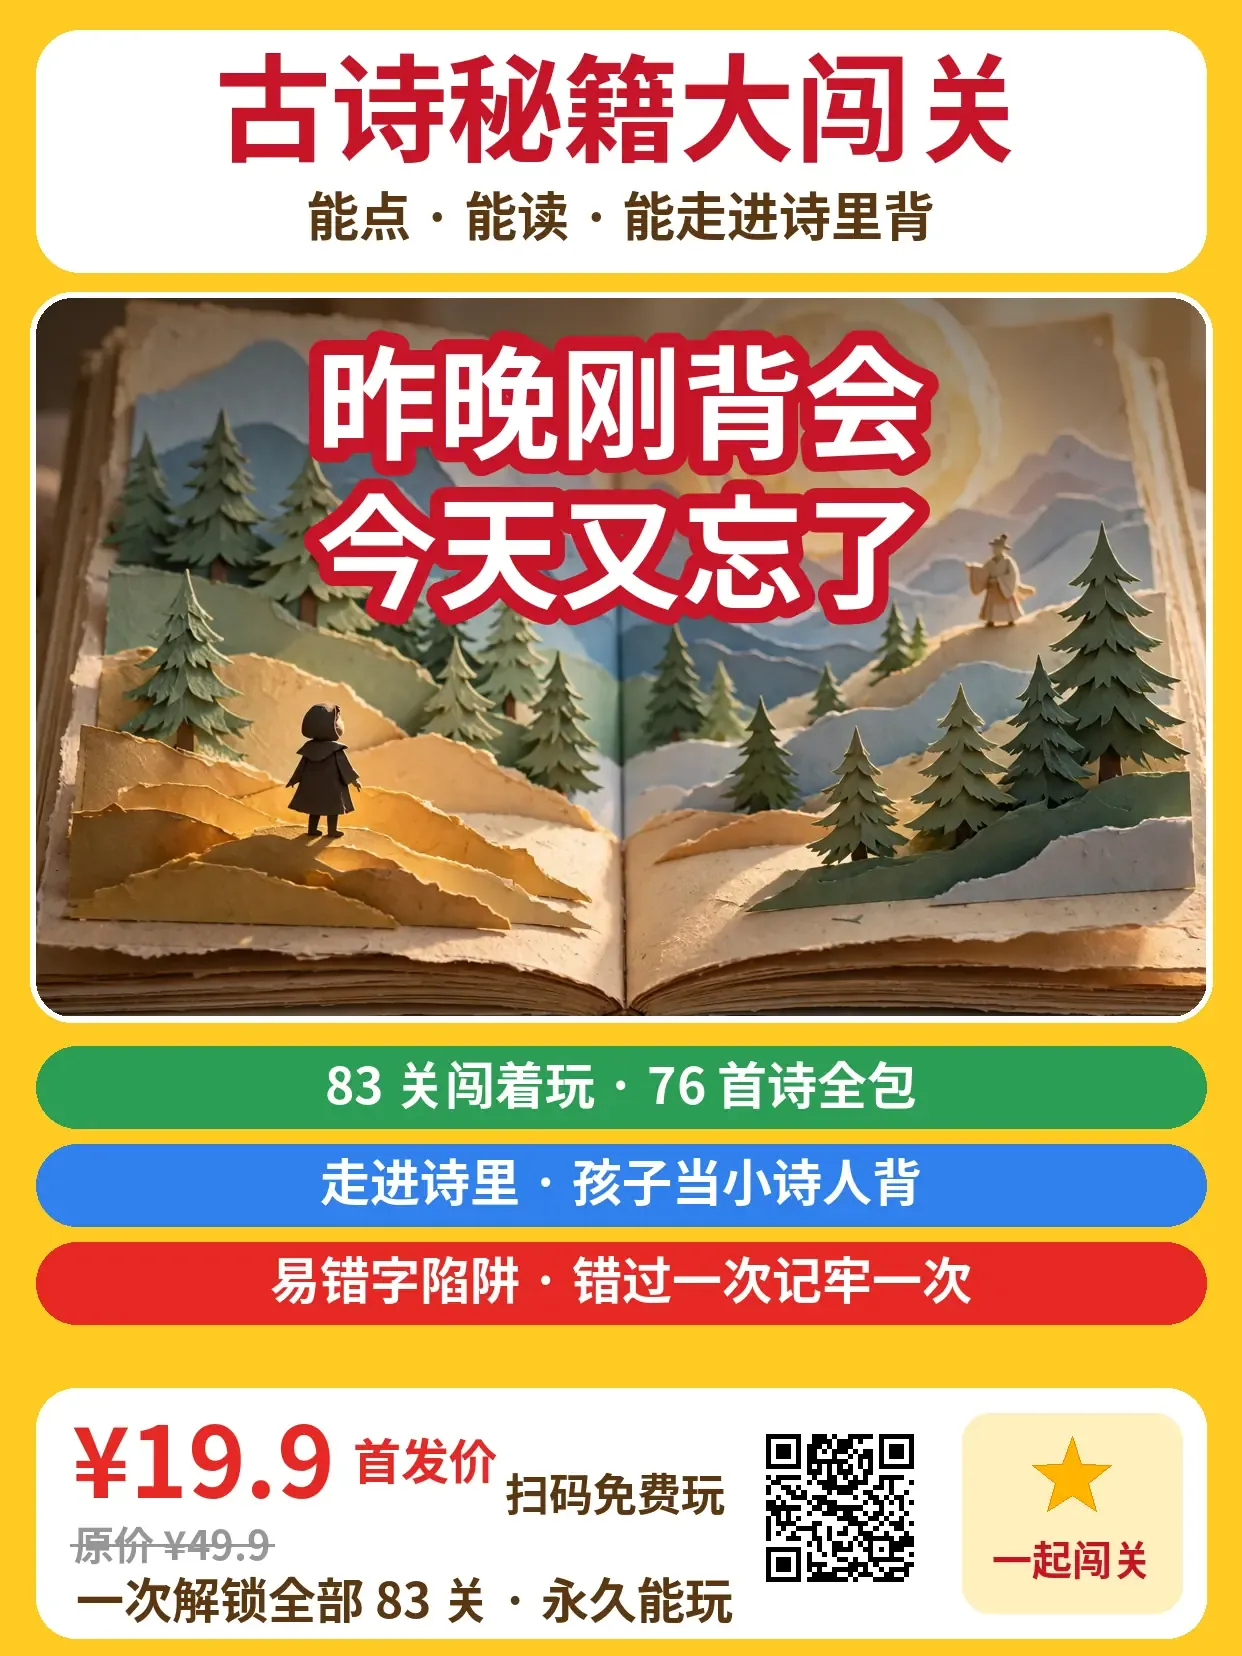 古诗秘籍大闯关
能点 · 能读 · 能走进诗里背
昨晚刚背会
今天又忘了
83 关闯着玩 · 76 首诗全包
走进诗里 · 孩子当小诗人背
易错字陷阱 · 错过一次记牢一次
¥19.9 首发价
扫码免费玩
原价 ¥49.9
一次解锁全部 83 关 · 永久能玩
一起闯关